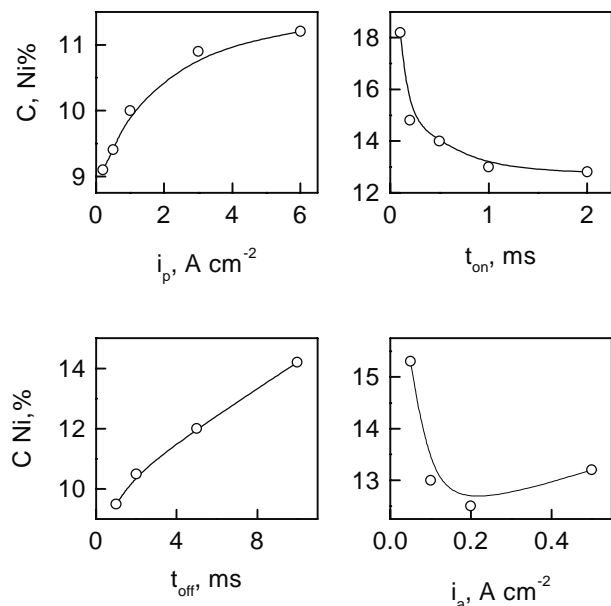 11
10
9
0 2 4 6
C, Ni%
i_p, A cm^-2
18
16
14
12
0 1 2
t_on, ms
14
12
10
0 4 8
C Ni,%
t_off, ms
15
14
13
0.0 0.2 0.4
i_a, A cm^-2